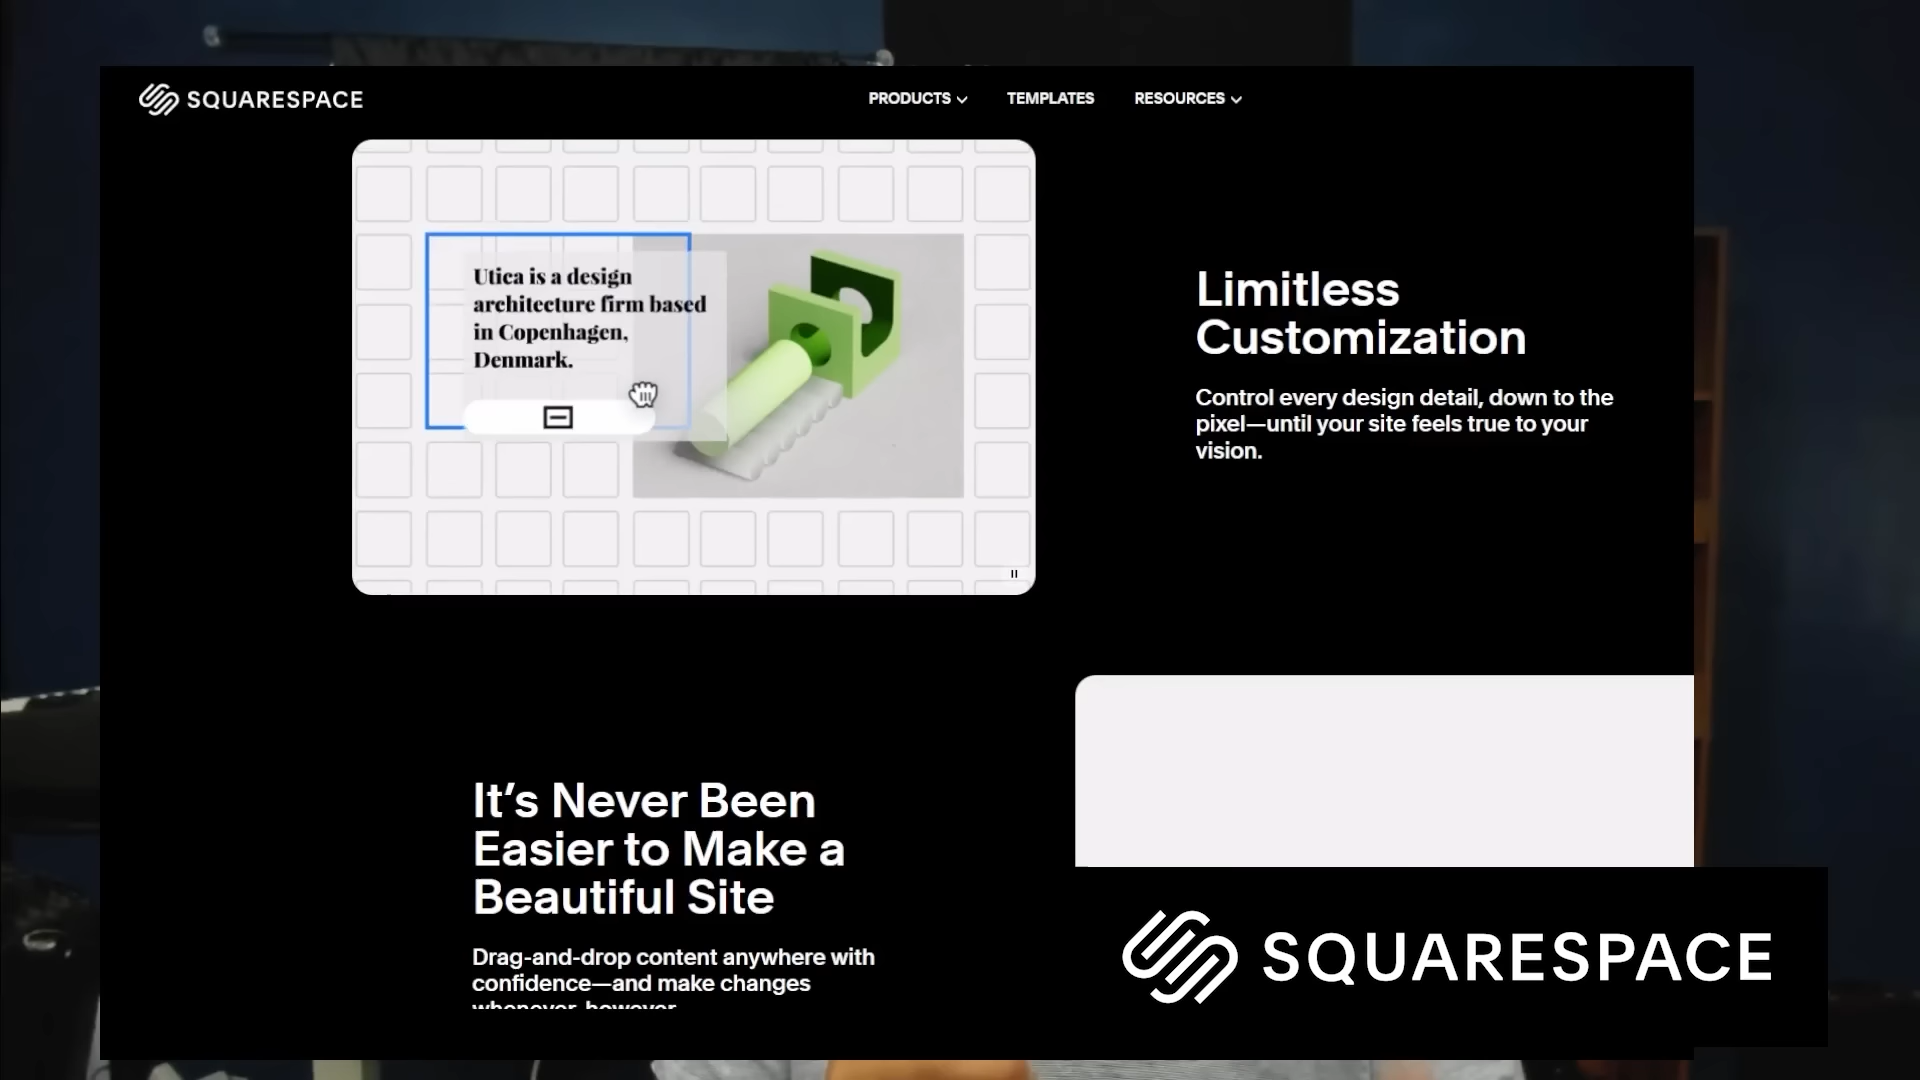 SQUARESPACE
PRODUCTS
TEMPLATES
RESOURCES
Utica is a design
architecture firm based
in Copenhagen,
Denmark.
Limitless
Customization
Control every design detail, down to the
pixel—until your site feels true to your
vision.
It’s Never Been
Easier to Make a
Beautiful Site
Drag-and-drop content anywhere with
confidence—and make changes
whenever, however
SQUARESPACE